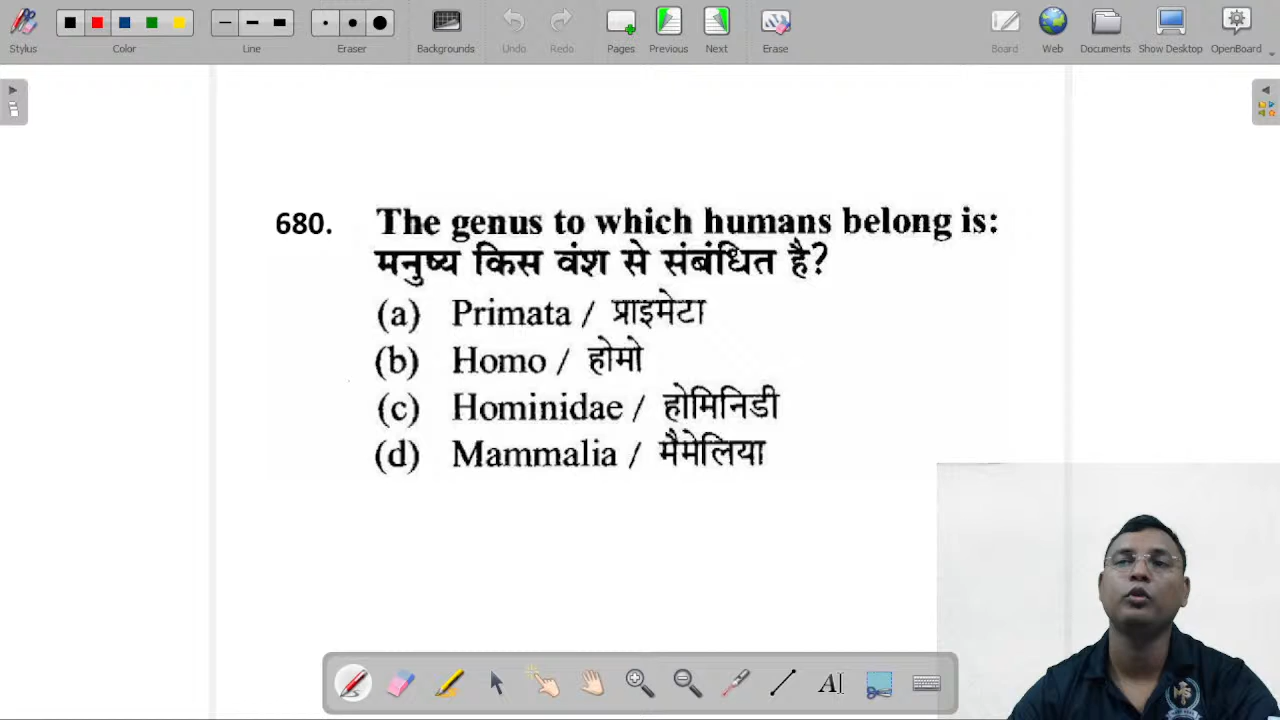 Stylus
Color
Line
Eraser
Backgrounds
Undo
Redo
Pages
Previous
Next
Erase
Board
Web
Documents
Show Desktop
OpenBoard
680. The genus to which humans belong is:
मनुष्य किस वंश से संबंधित है?
(a) Primata / प्राइमेटा
(b) Homo / होमो
(c) Hominidae / होमिनिडी
(d) Mammalia / मैमेलिया
AI